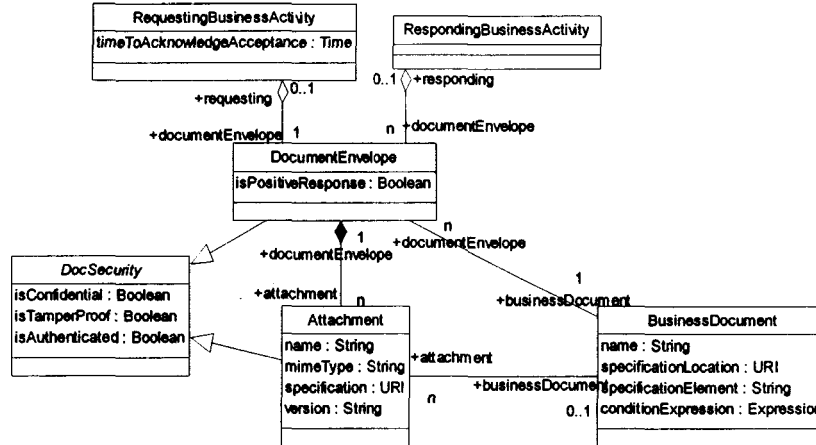 RequestingBusinessActivity
timeToAcknowledgeAcceptance : Time
RespondingBusinessActivity
0..1
+requesting
0..1
+responding
+documentEnvelope
1
n
+documentEnvelope
DocumentEnvelope
isPositiveResponse : Boolean
1
+documentEnvelope
n
+documentEnvelope
DocSecurity
isConfidential : Boolean
isTamperProof : Boolean
isAuthenticated : Boolean
+attachment
n
1
+businessDocument
Attachment
name : String
mimeType : String
specification : URI
version : String
+attachment
n
+businessDocument
0..1
BusinessDocument
name : String
specificationLocation : URI
specificationElement : String
conditionExpression : Expression